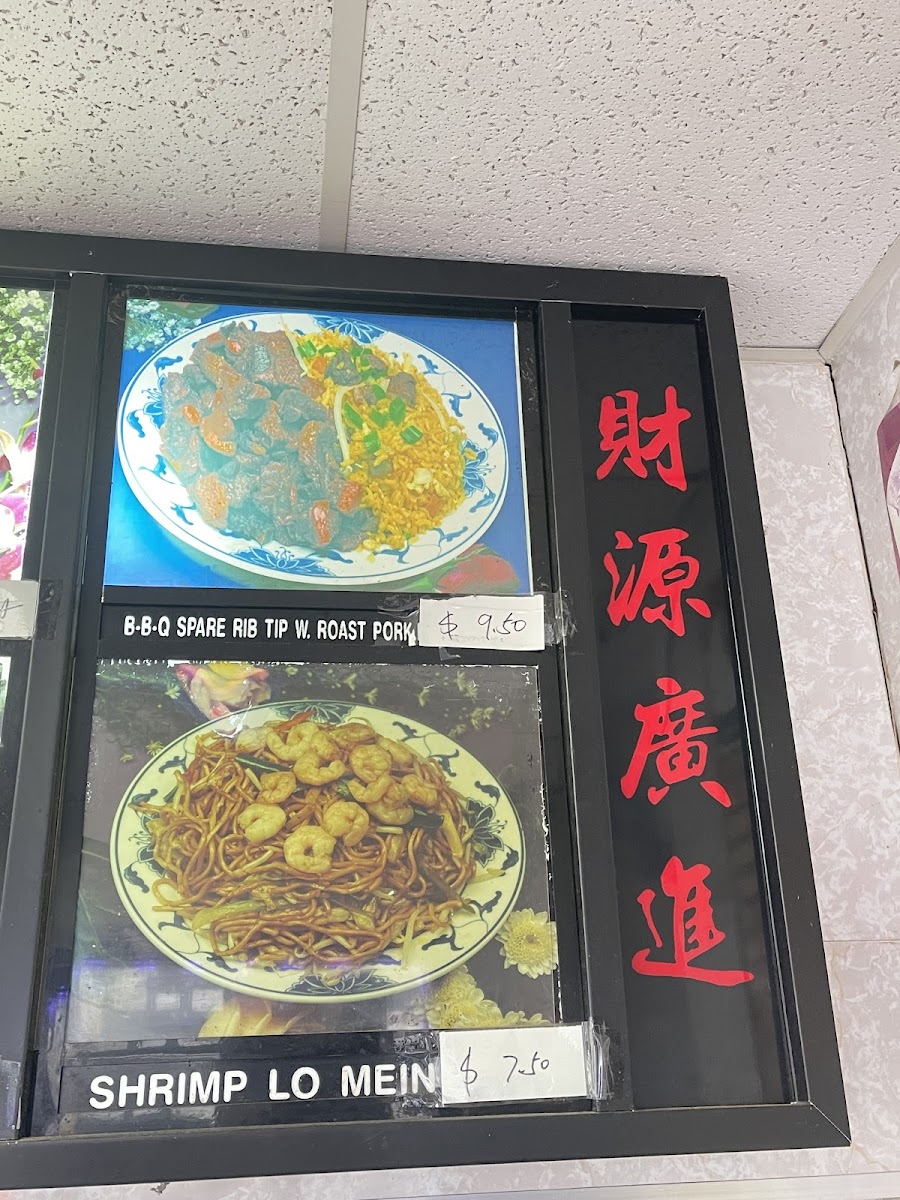 B-B-Q SPARE RIB TIP W. ROAST PORK
$ 9.50
SHRIMP LO MEIN
$ 7.50
財源廣進